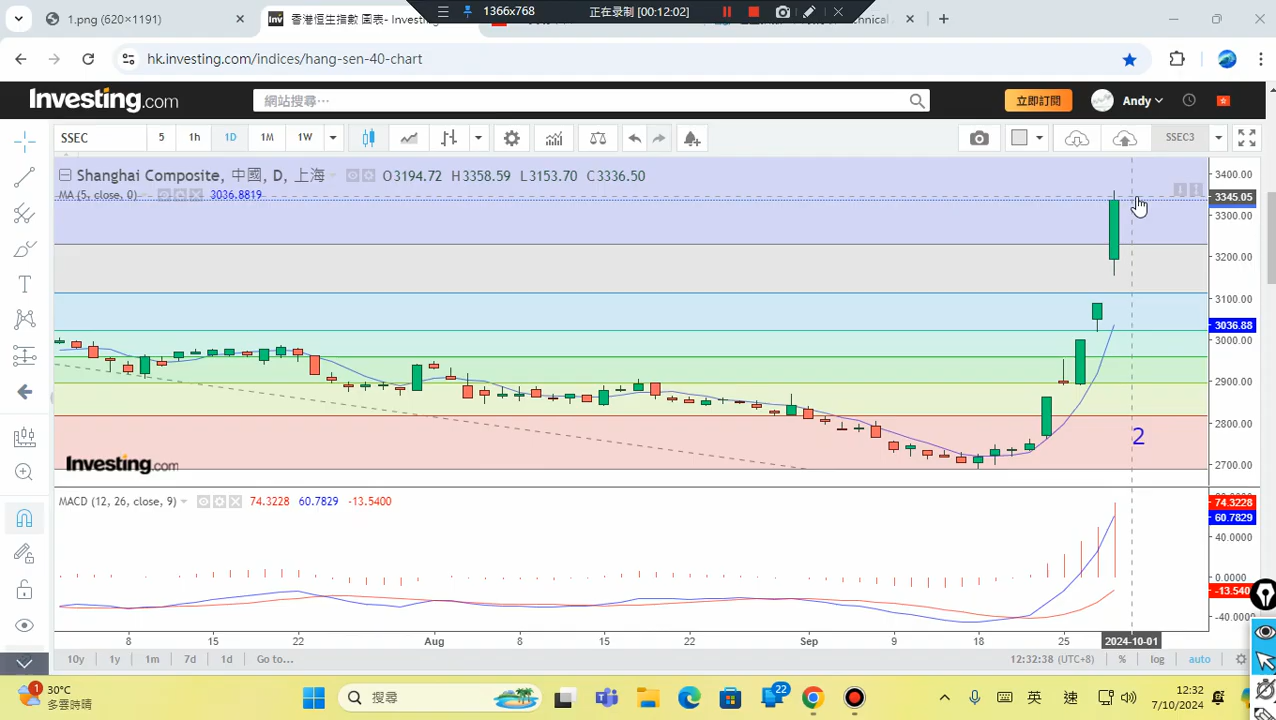 1.png (620×1191)
香港恒生指數 圖表- Investing
1366x768
正在录制 [00:12:02]
hk.investing.com/indices/hang-sen-40-chart
Investing.com
網站搜尋⋯
立即訂閱
Andy
SSEC
5
1h
1D
1M
1W
SSEC3
Shanghai Composite, 中國, D, 上海
O3194.72 H3358.59 L3153.70 C3336.50
MA (5, close, 0)
3036.8819
3400.00
3345.05
3300.00
3200.00
3100.00
3036.88
3000.00
2900.00
2800.00
2700.00
2
Investing.com
MACD (12, 26, close, 9)
74.3228 60.7829 -13.5400
74.3228
60.7829
40.0000
0.0000
-13.540
-40.000
8
15
22
Aug
8
15
22
Sep
9
18
25
2024-10-01
10y
1y
1m
7d
1d
Go to...
12:32:38 (UTC+8)
%
log
auto
1
30°C
多雲時晴
搜尋
22
英
速
12:32
7/10/2024